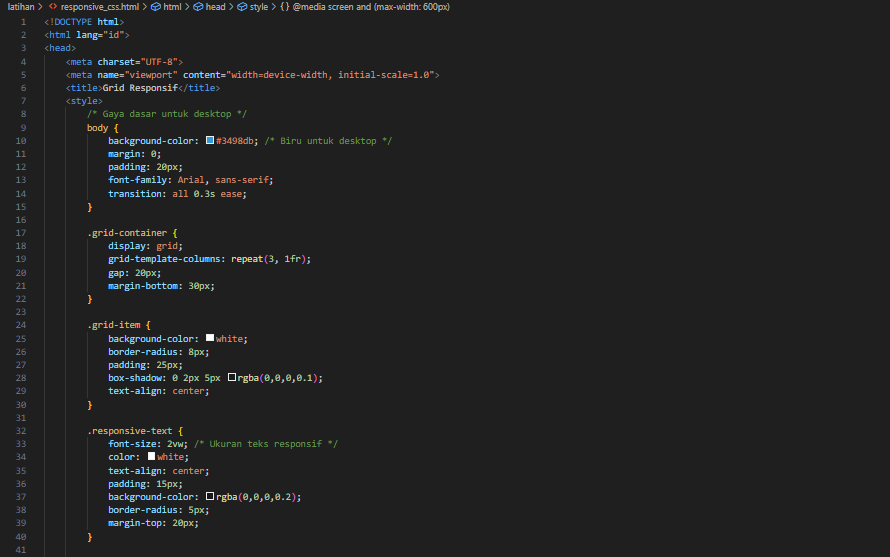 latihan > responsive_css.html > html > head > style > {} @media screen and (max-width: 600px)
1 <!DOCTYPE html>
2 <html lang="id">
3 <head>
4 <meta charset="UTF-8">
5 <meta name="viewport" content="width=device-width, initial-scale=1.0">
6 <title>Grid Responsif</title>
7 <style>
8 /* Gaya dasar untuk desktop */
9 body {
10 background-color: #3498db; /* Biru untuk desktop */
11 margin: 0;
12 padding: 20px;
13 font-family: Arial, sans-serif;
14 transition: all 0.3s ease;
15 }
16
17 .grid-container {
18 display: grid;
19 grid-template-columns: repeat(3, 1fr);
20 gap: 20px;
21 margin-bottom: 30px;
22 }
23
24 .grid-item {
25 background-color: white;
26 border-radius: 8px;
27 padding: 25px;
28 box-shadow: 0 2px 5px rgba(0,0,0,0.1);
29 text-align: center;
30 }
31
32 .responsive-text {
33 font-size: 2vw; /* Ukuran teks responsif */
34 color: white;
35 text-align: center;
36 padding: 15px;
37 background-color: rgba(0,0,0,0.2);
38 border-radius: 5px;
39 margin-top: 20px;
40 }
41